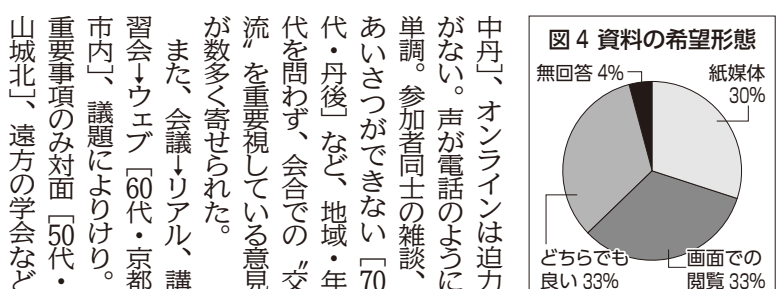 図4 資料の希望形態
無回答 4%
紙媒体
30%
どちらでも
良い 33%
画面での
閲覧 33%
中丹］、オンラインは迫力
がない。声が電話のように
単調。参加者同士の雑談、
あいさつができない［70
代・丹後］など、地域・年
代を問わず、会合での〝交
流〟を重要視している意見
が数多く寄せられた。
また、会議→リアル、講
習会→ウェブ［60代・京都
市内］、議題によりけり。
重要事項のみ対面［50代・
山城北］、遠方の学会など